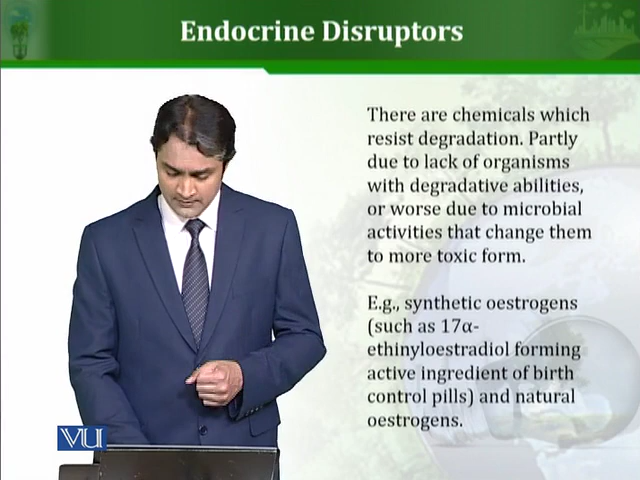 Endocrine Disruptors
There are chemicals which
resist degradation. Partly
due to lack of organisms
with degradative abilities,
or worse due to microbial
activities that change them
to more toxic form.
E.g., synthetic oestrogens
(such as 17α-
ethinyloestradiol forming
active ingredient of birth
control pills) and natural
oestrogens.
VU